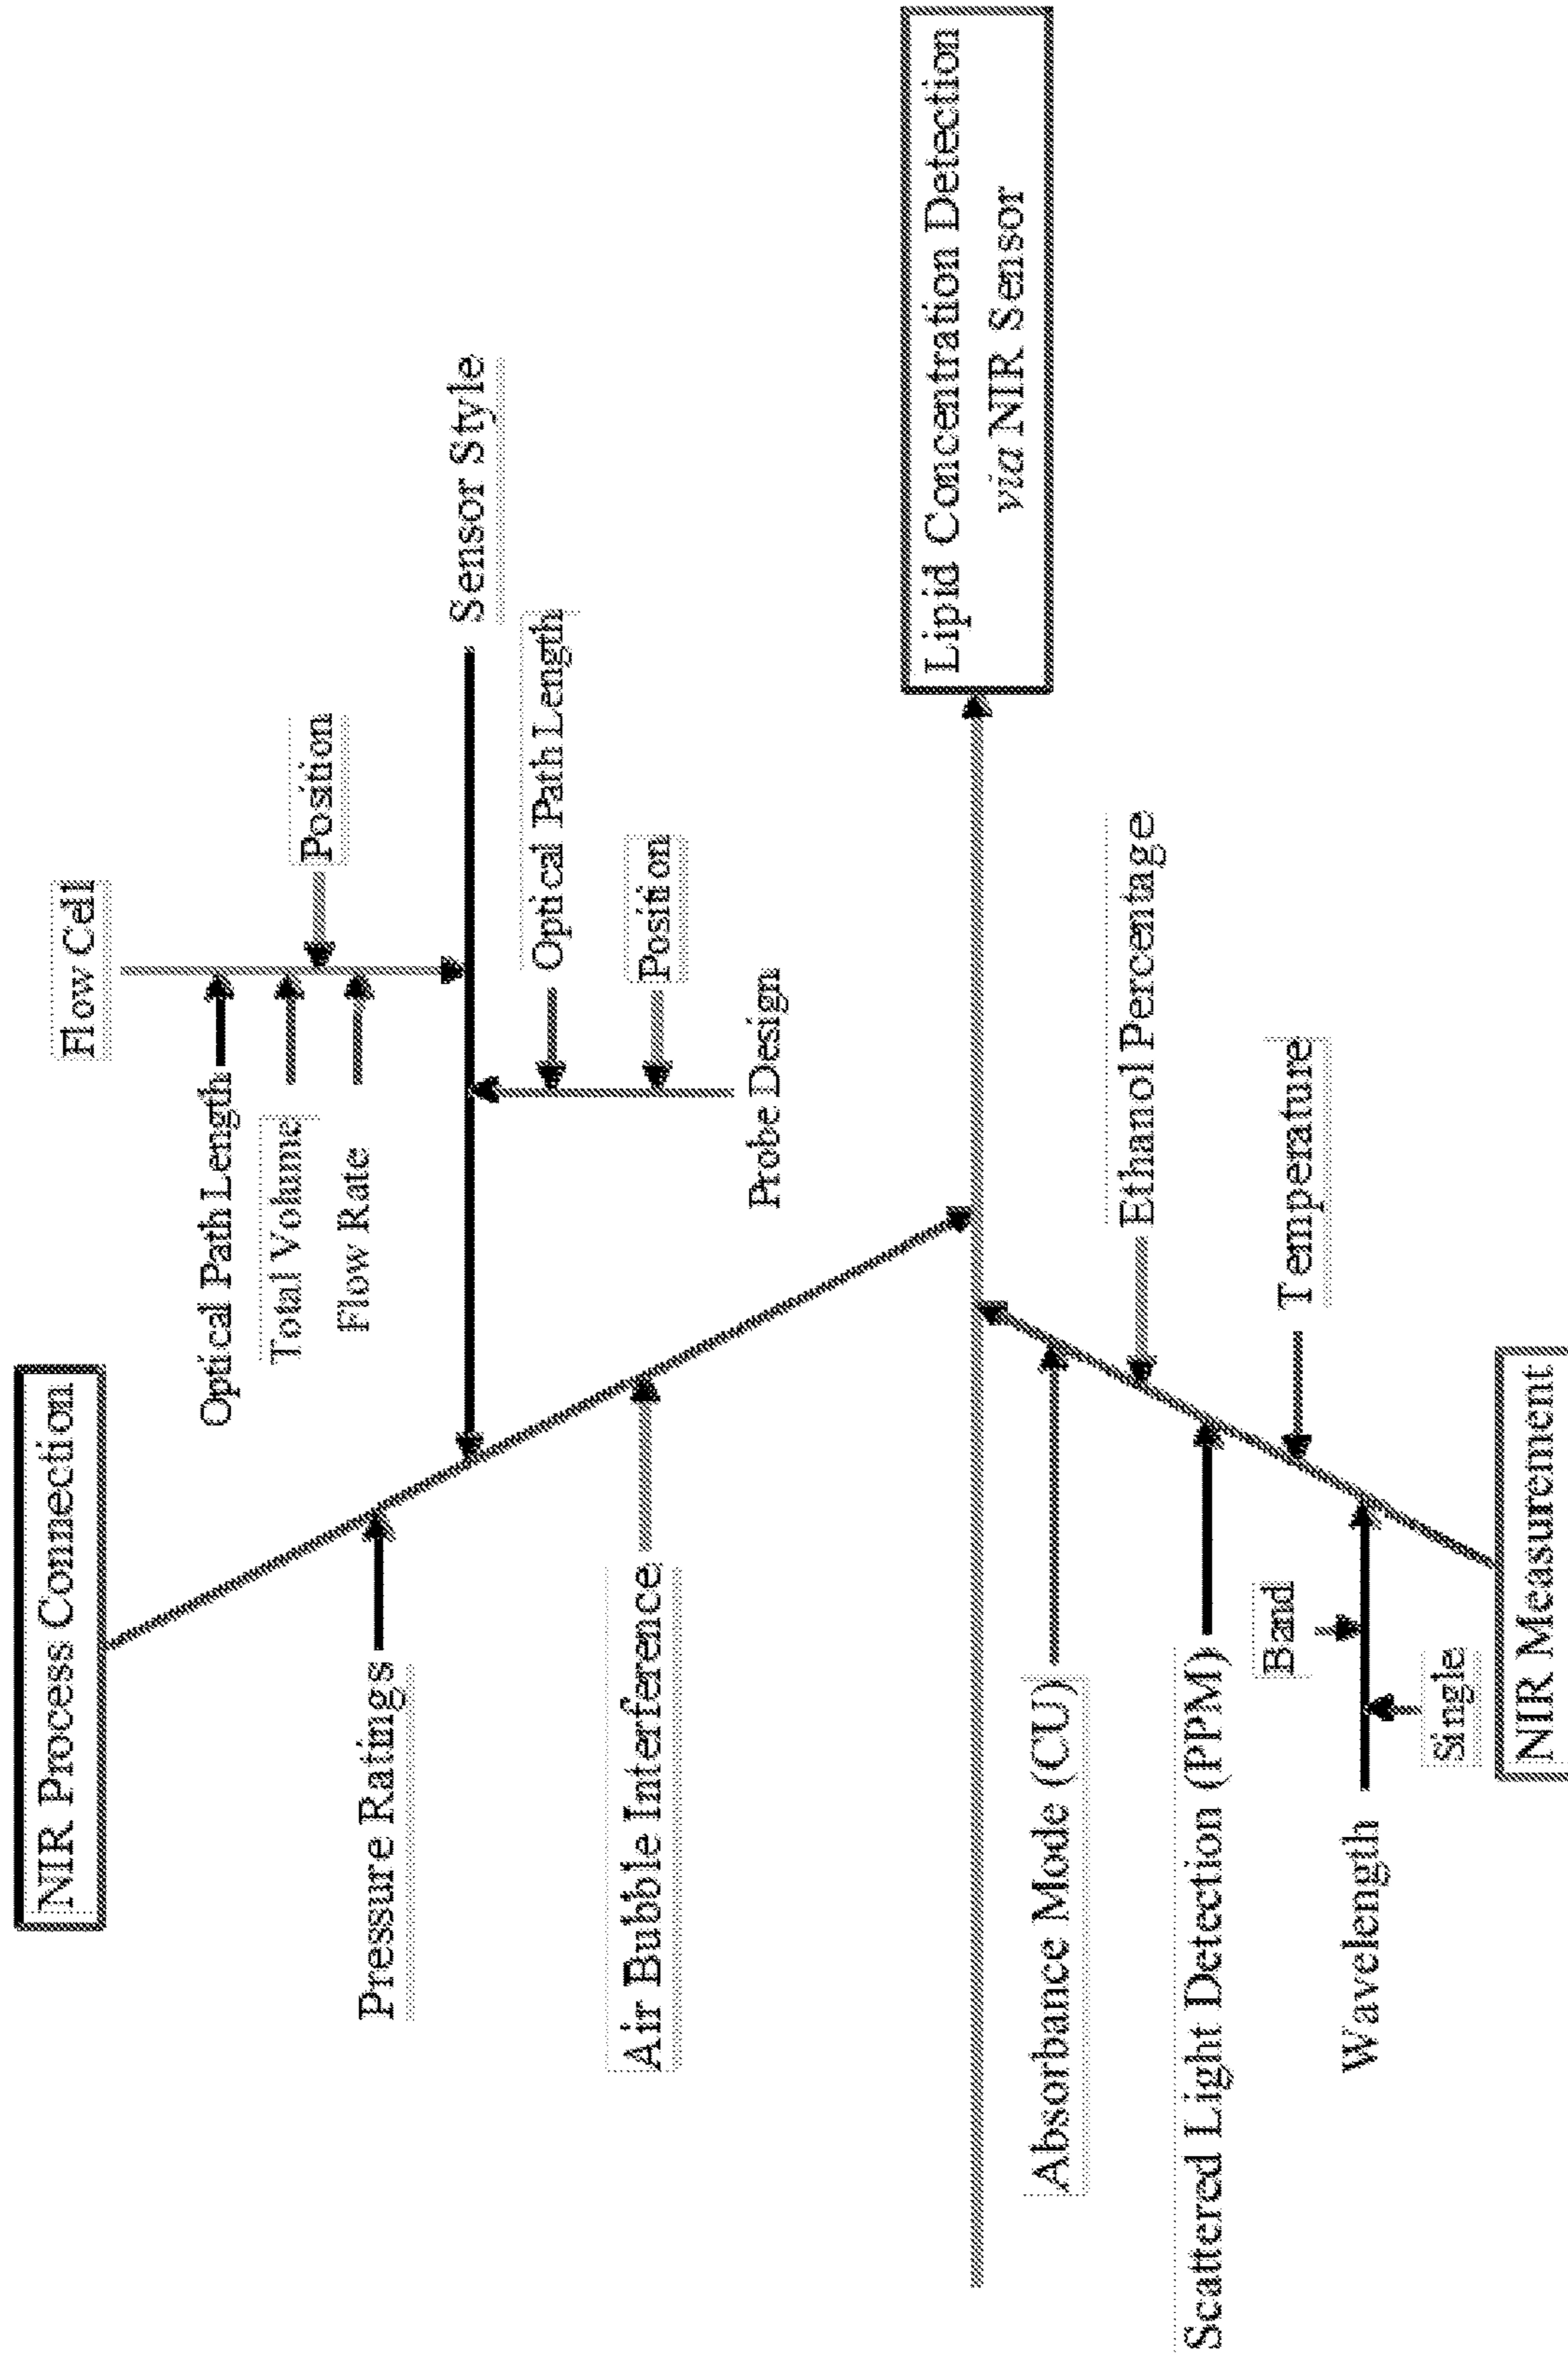 NIR Process Connection
Flow Cell
Optical Path Length
Total Volume
Position
Flow Rate
Pressure Ratings
Sensor Style
Optical Path Length
Air Bubble Interference
Position
Probe Design
Lipid Concentration Detection
via NIR Sensor
Absorbance Mode (CU)
Ethanol Percentage
Scattered Light Detection (PPM)
Temperature
Band
Wavelength
Single
NIR Measurement